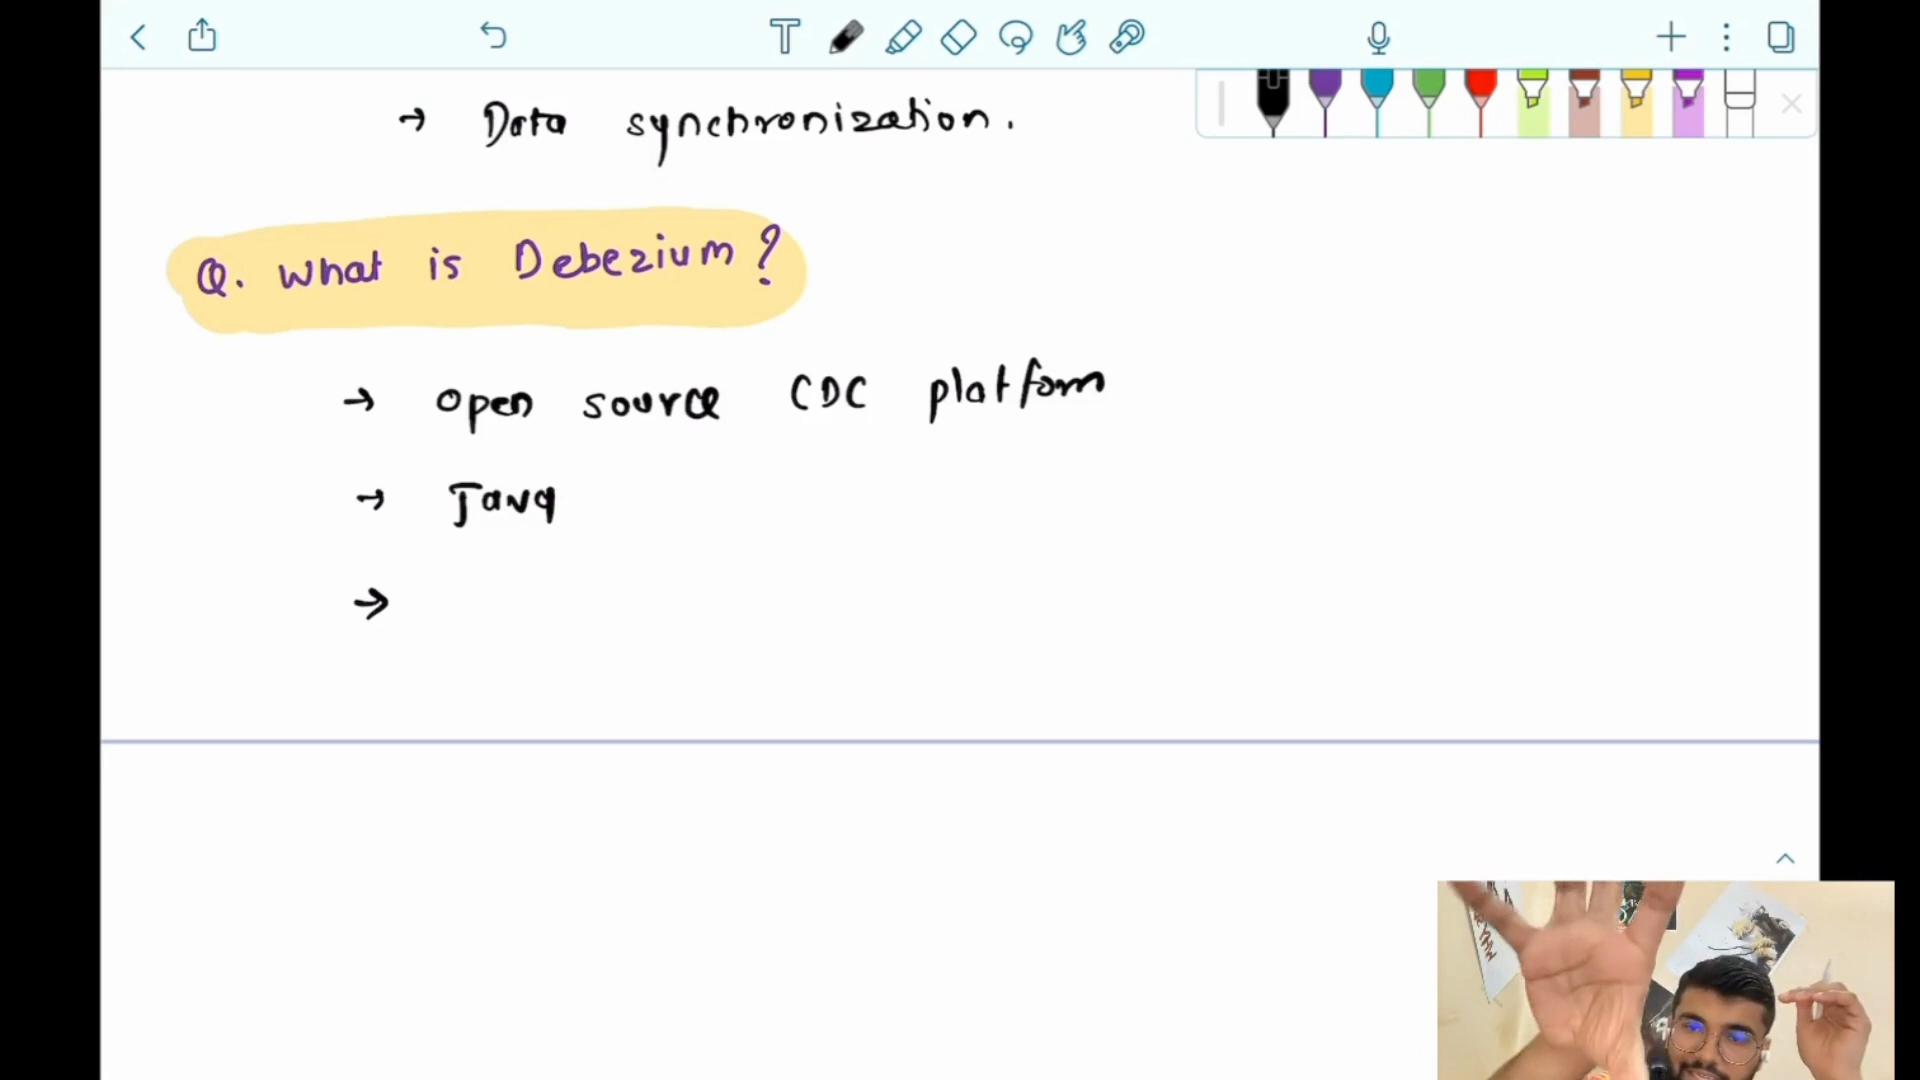 → Data synchronization.
Q. What is Debezium?
→ Open source CDC platform
→ Java
→